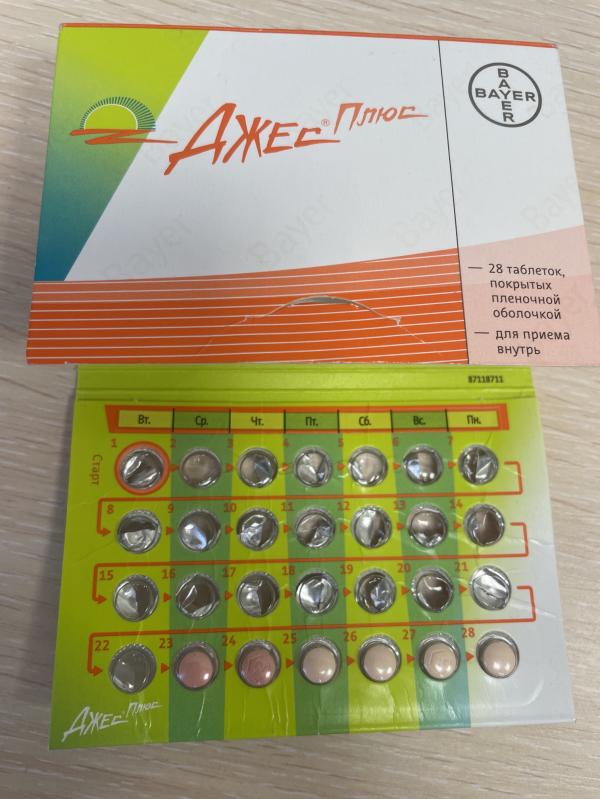 Джес® Плюс
BAYER
BAYER
— 28 таблеток,
покрытых
пленочной
оболочкой
— для приема
внутрь
87118711
Вт. Ср. Чт. Пт. Сб. Вс. Пн.
Старт
1 2 3 4 5 6 7
8 9 10 11 12 13 14
15 16 17 18 19 20 21
22 23 24 25 26 27 28
Джес® Плюс